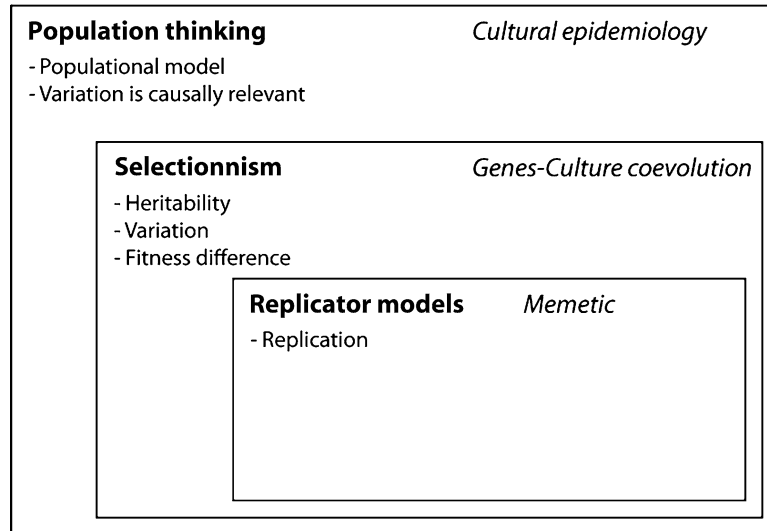 Population thinking Cultural epidemiology
- Populational model
- Variation is causally relevant
Selectionnism Genes-Culture coevolution
- Heritability
- Variation
- Fitness difference
Replicator models Memetic
- Replication